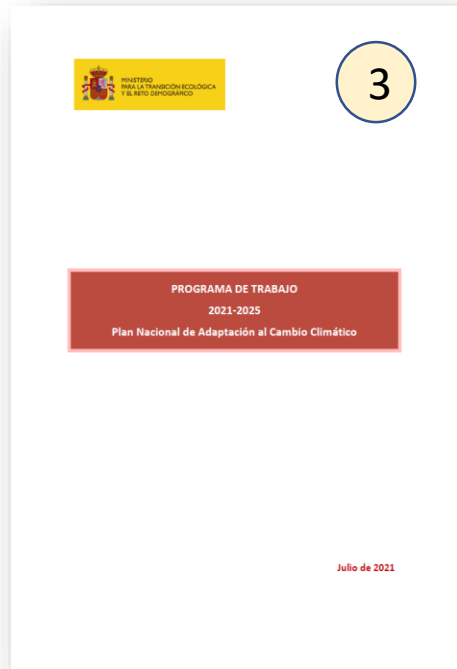 MINISTERIO
PARA LA TRANSICIÓN ECOLÓGICA
Y EL RETO DEMOGRÁFICO
3
PROGRAMA DE TRABAJO
2021-2025
Plan Nacional de Adaptación al Cambio Climático
Julio de 2021